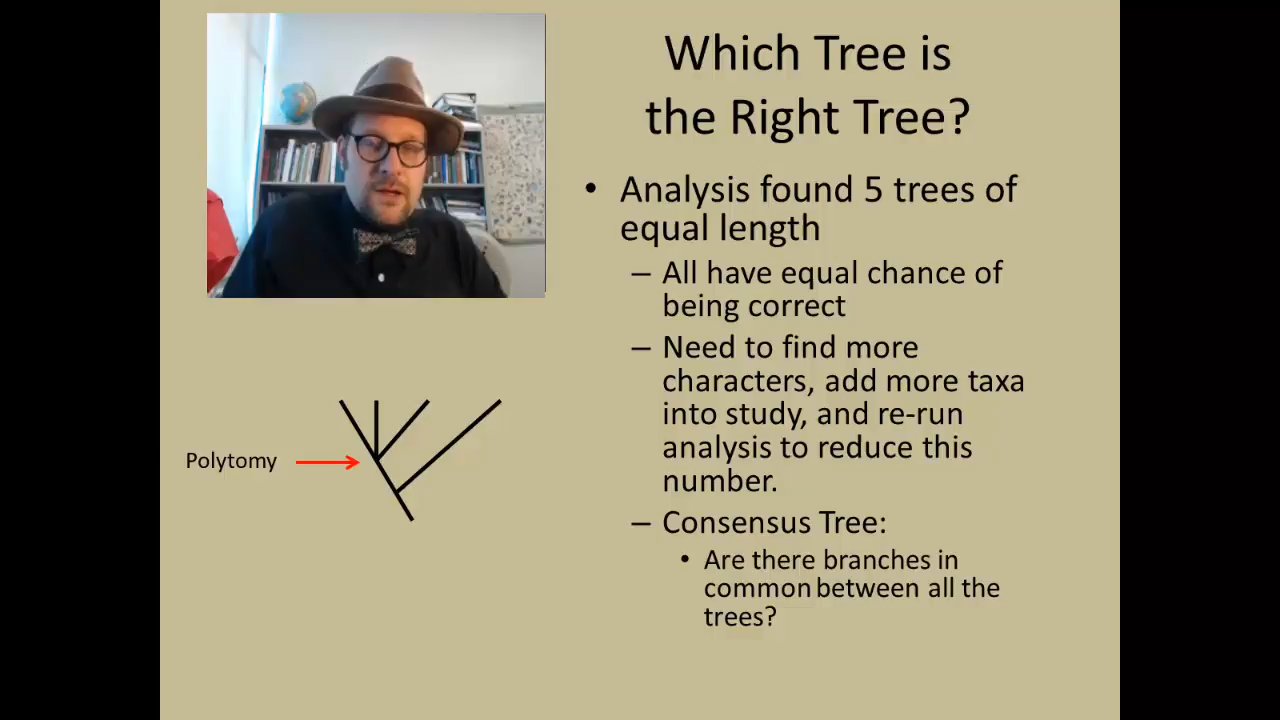 Which Tree is
the Right Tree?
• Analysis found 5 trees of
equal length
– All have equal chance of
being correct
– Need to find more
characters, add more taxa
into study, and re-run
analysis to reduce this
number.
– Consensus Tree:
• Are there branches in
common between all the
trees?
Polytomy